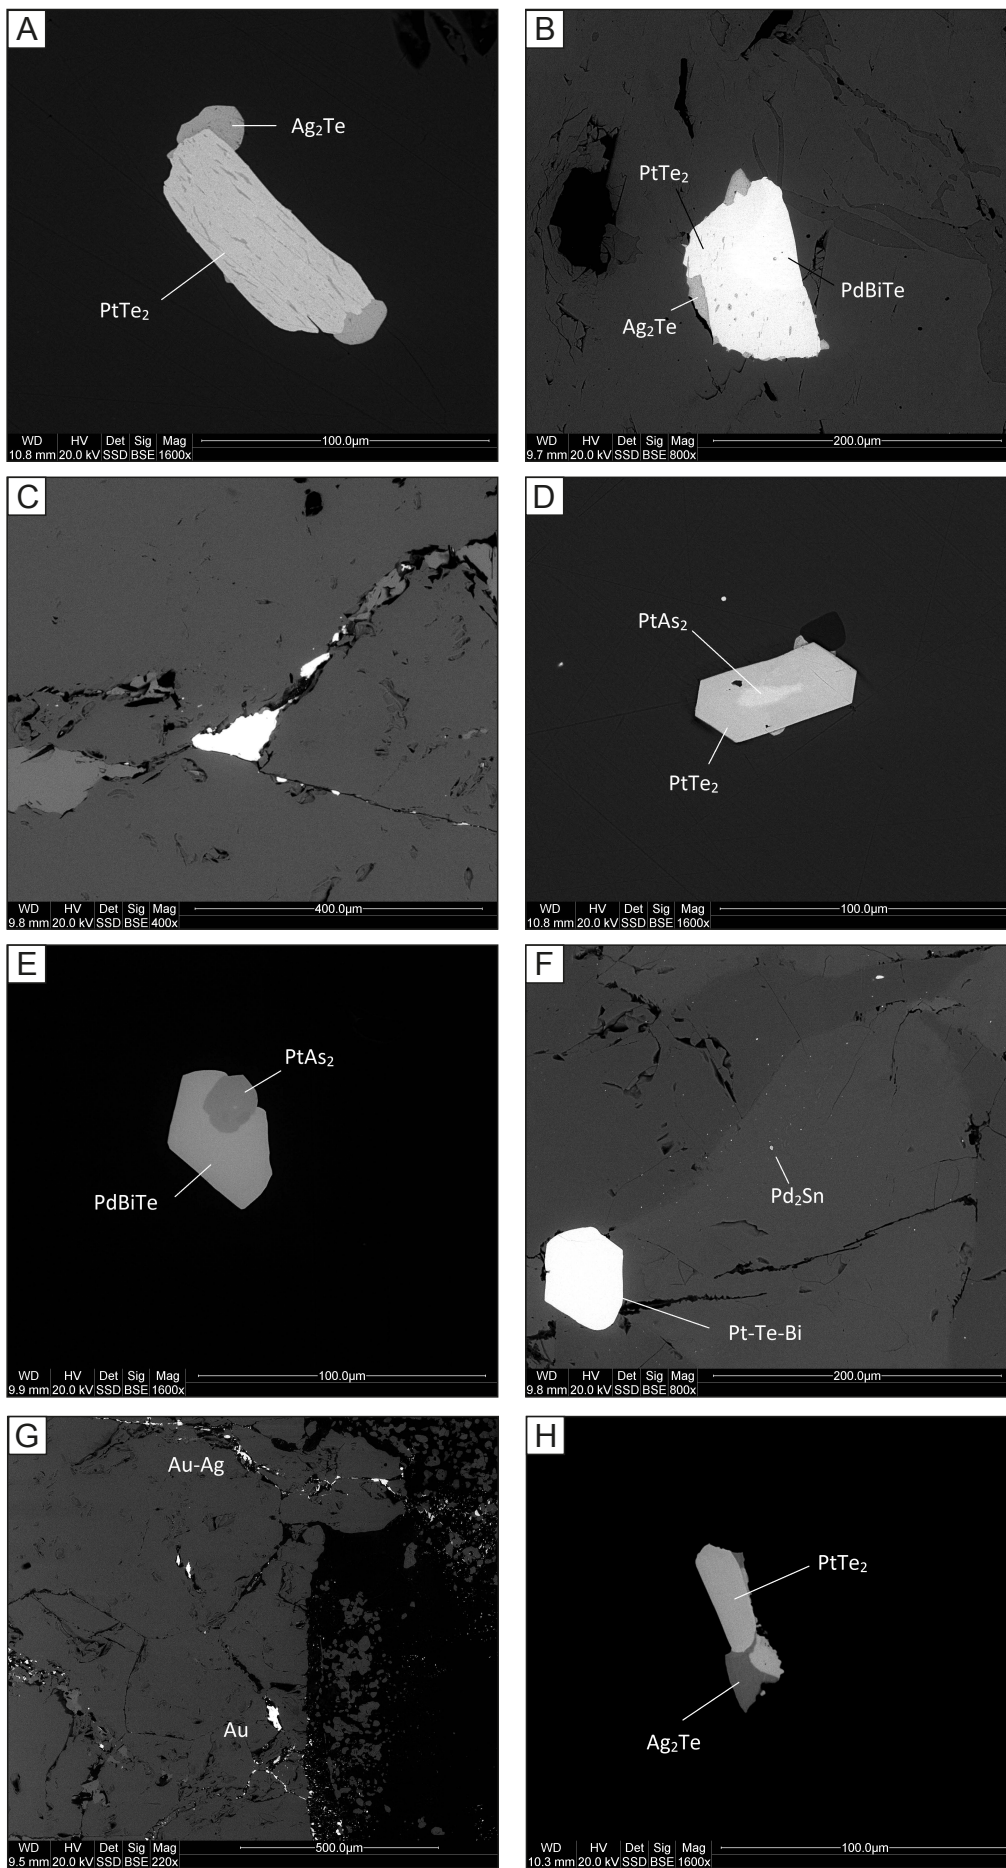 A
Ag₂Te
PtTe₂
WD HV Det Sig Mag 100.0µm
10.8 mm 20.0 kV SSD BSE 1600x
B
PtTe₂
PdBiTe
Ag₂Te
WD HV Det Sig Mag 200.0µm
9.7 mm 20.0 kV SSD BSE 800x
C
WD HV Det Sig Mag 400.0µm
9.8 mm 20.0 kV SSD BSE 400x
D
PtAs₂
PtTe₂
WD HV Det Sig Mag 100.0µm
10.8 mm 20.0 kV SSD BSE 1600x
E
PtAs₂
PdBiTe
WD HV Det Sig Mag 100.0µm
9.9 mm 20.0 kV SSD BSE 1600x
F
Pd₂Sn
Pt-Te-Bi
WD HV Det Sig Mag 200.0µm
9.8 mm 20.0 kV SSD BSE 800x
G
Au-Ag
Au
WD HV Det Sig Mag 500.0µm
9.5 mm 20.0 kV SSD BSE 220x
H
PtTe₂
Ag₂Te
WD HV Det Sig Mag 100.0µm
10.3 mm 20.0 kV SSD BSE 1600x